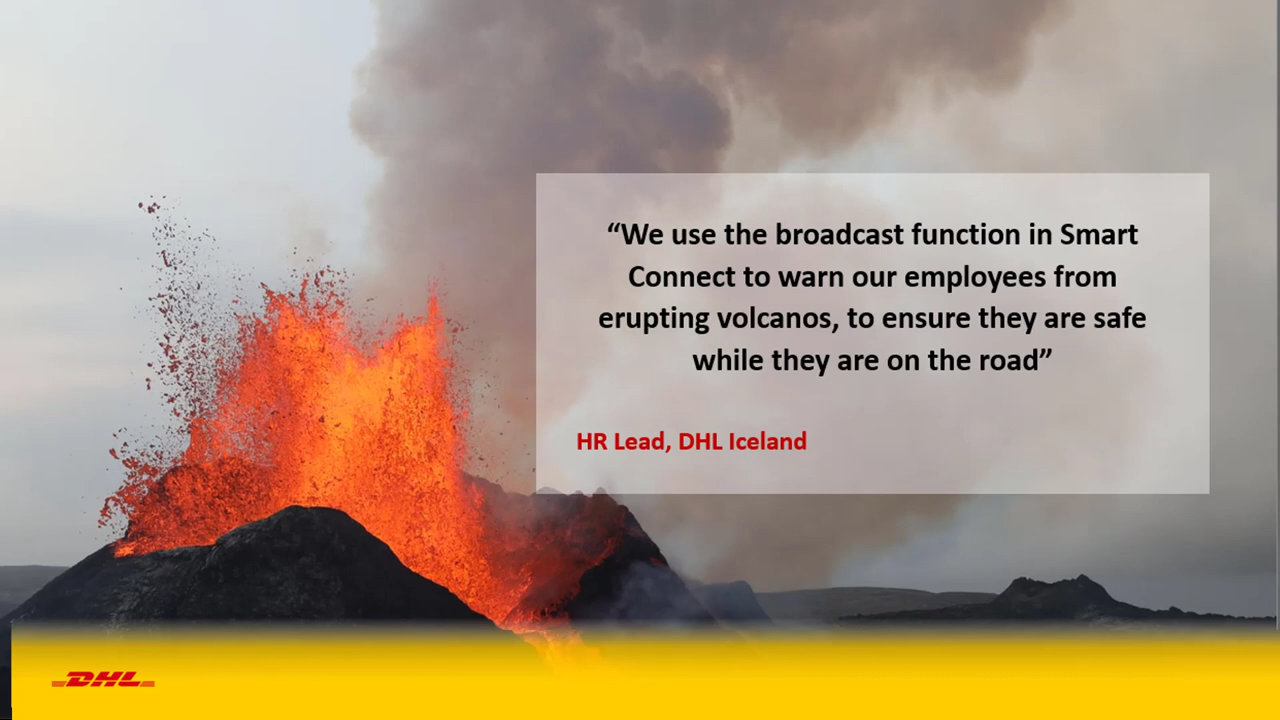 “We use the broadcast function in Smart
Connect to warn our employees from
erupting volcanos, to ensure they are safe
while they are on the road”
HR Lead, DHL Iceland
DHL